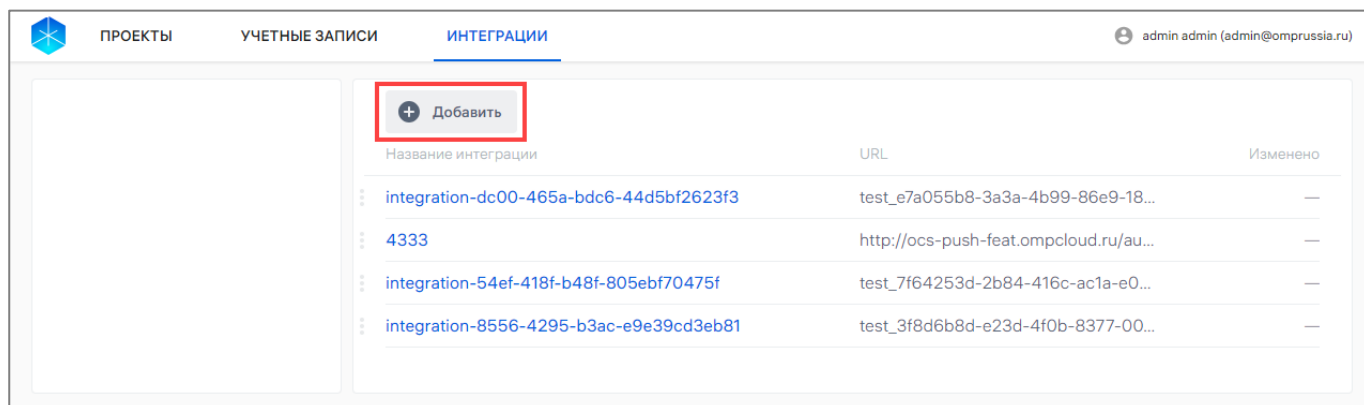 ПРОЕКТЫ УЧЕТНЫЕ ЗАПИСИ ИНТЕГРАЦИИ admin admin (admin@omprussia.ru)
Добавить
Название интеграции URL Изменено
integration-dc00-465a-bdc6-44d5bf2623f3 test_e7a055b8-3a3a-4b99-86e9-18... —
4333 http://ocs-push-feat.ompcloud.ru/au... —
integration-54ef-418f-b48f-805ebf70475f test_7f64253d-2b84-416c-ac1a-e0... —
integration-8556-4295-b3ac-e9e39cd3eb81 test_3f8d6b8d-e23d-4f0b-8377-00... —